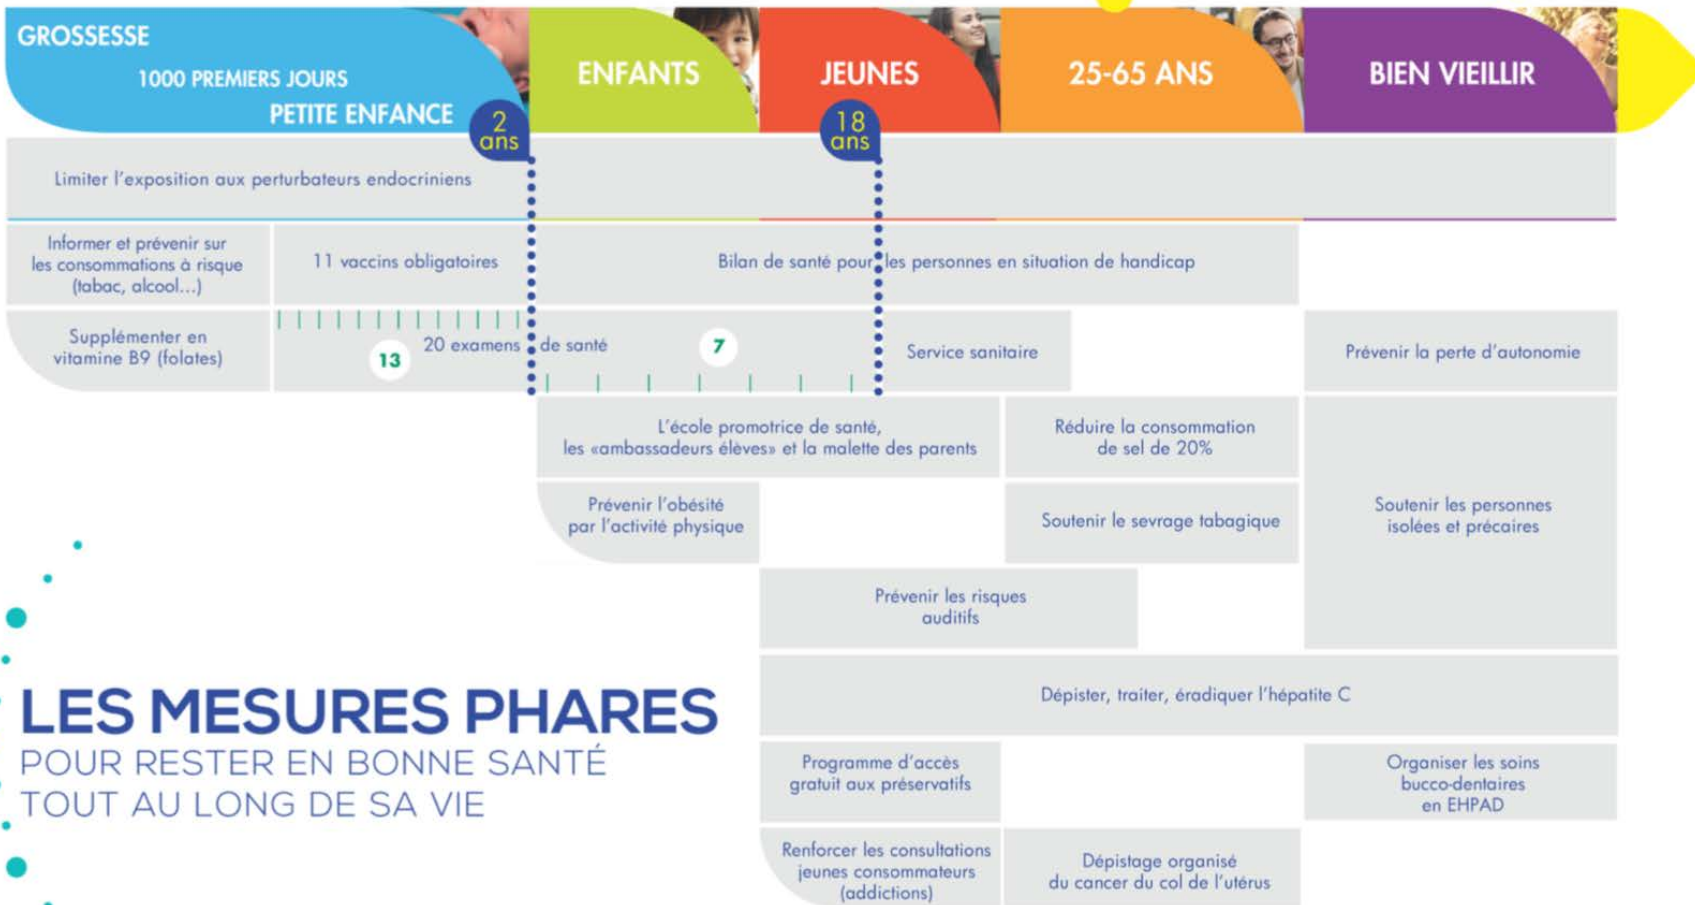 GROSSESSE
1000 PREMIERS JOURS
PETITE ENFANCE
2
ans
ENFANTS
JEUNES
18
ans
25-65 ANS
BIEN VIEILLIR
Limiter l'exposition aux perturbateurs endocriniens
Informer et prévenir sur
les consommations à risque
(tabac, alcool...)
11 vaccins obligatoires
Bilan de santé pour les personnes en situation de handicap
Supplémenter en
vitamine B9 (folates)
13
20 examens de santé
7
Service sanitaire
Prévenir la perte d'autonomie
L'école promotrice de santé,
les «ambassadeurs élèves» et la malette des parents
Réduire la consommation
de sel de 20%
Prévenir l'obésité
par l'activité physique
Soutenir le sevrage tabagique
Soutenir les personnes
isolées et précaires
Prévenir les risques
auditifs
Dépister, traiter, éradiquer l'hépatite C
LES MESURES PHARES
POUR RESTER EN BONNE SANTÉ
TOUT AU LONG DE SA VIE
Programme d'accès
gratuit aux préservatifs
Organiser les soins
bucco-dentaires
en EHPAD
Renforcer les consultations
jeunes consommateurs
(addictions)
Dépistage organisé
du cancer du col de l'utérus